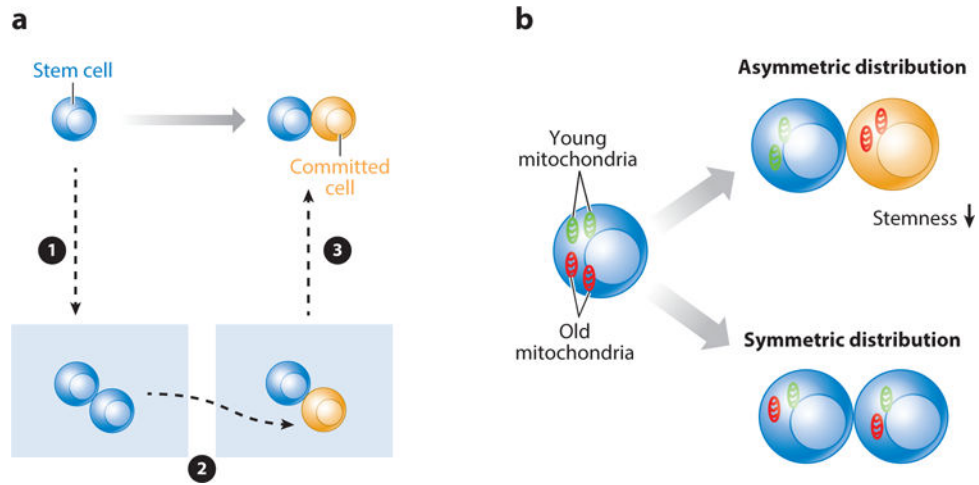 a
Stem cell
Committed
cell
1
3
2
b
Asymmetric distribution
Young
mitochondria
Stemness
Old
mitochondria
Symmetric distribution